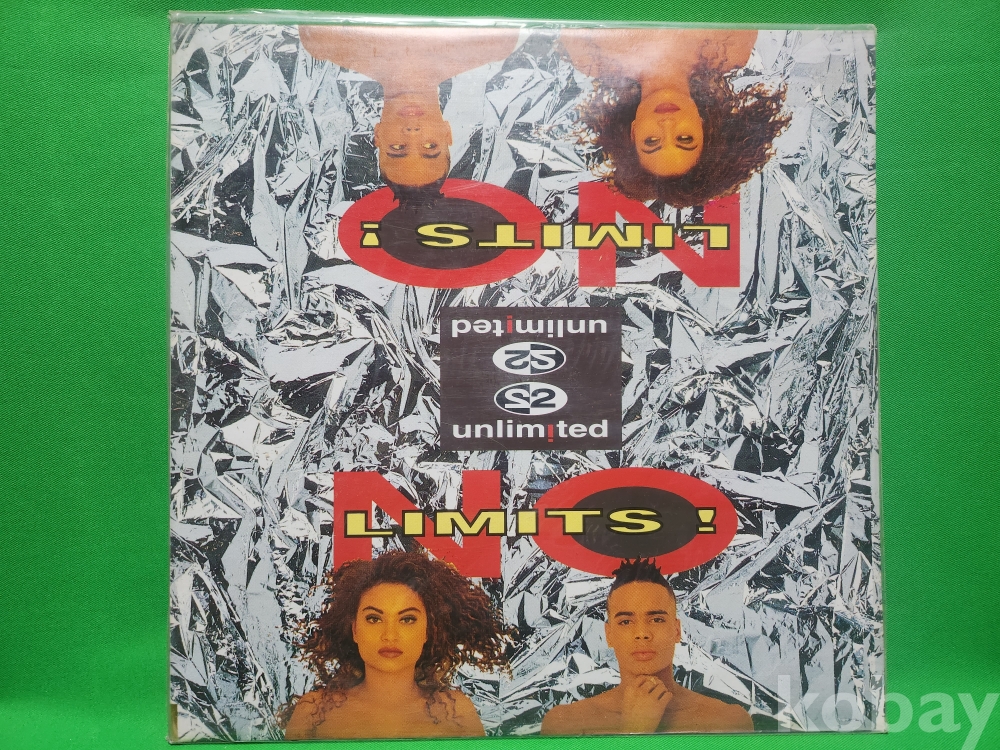 NO
LIMITS !
unlimited
2
2
unlimited
NO
LIMITS !
kobay